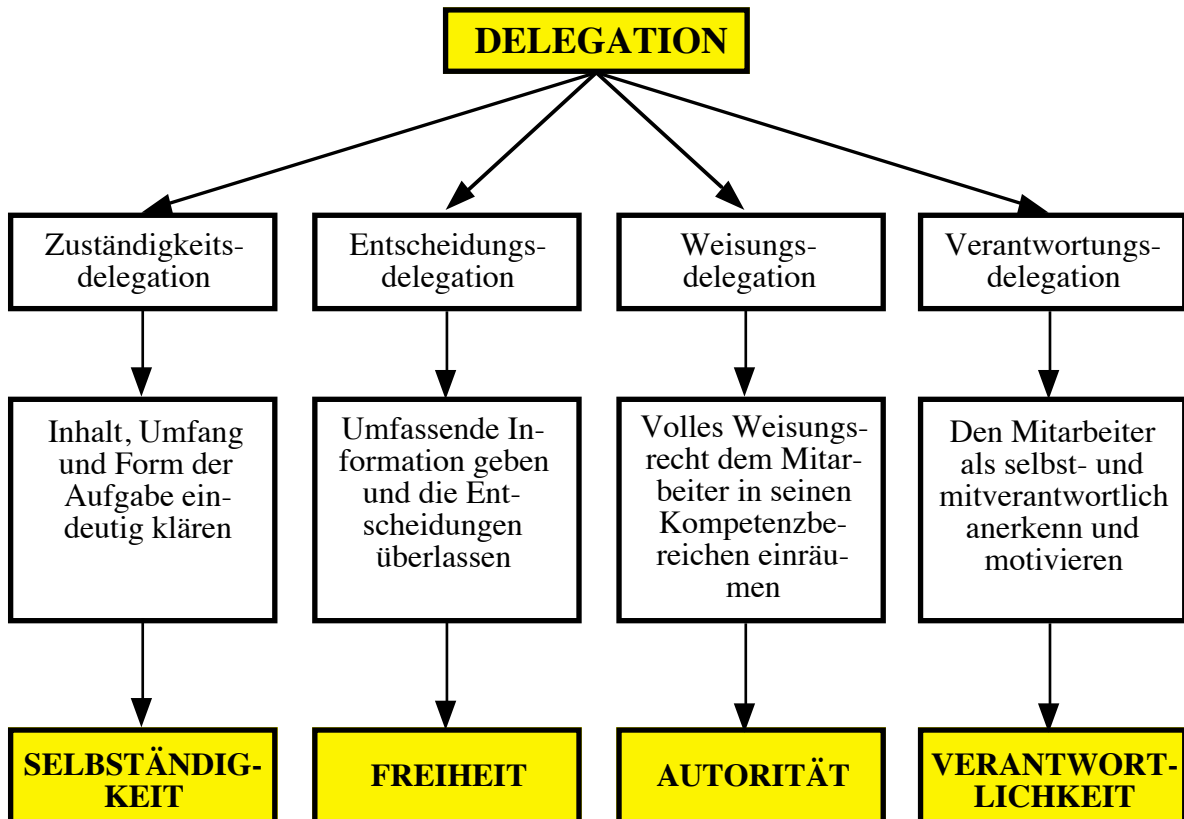 DELEGATION
Zuständigkeits-
delegation
Entscheidungs-
delegation
Weisungs-
delegation
Verantwortungs-
delegation
Inhalt, Umfang
und Form der
Aufgabe ein-
deutig klären
Umfassende In-
formation geben
und die Ent-
scheidungen
überlassen
Volles Weisungs-
recht dem Mitar-
beiter in seinen
Kompetenzbe-
reichen einräu-
men
Den Mitarbeiter
als selbst- und
mitverantwortlich
anerkenn und
motivieren
SELBSTÄNDIG-
KEIT
FREIHEIT
AUTORITÄT
VERANTWORT-
LICHKEIT